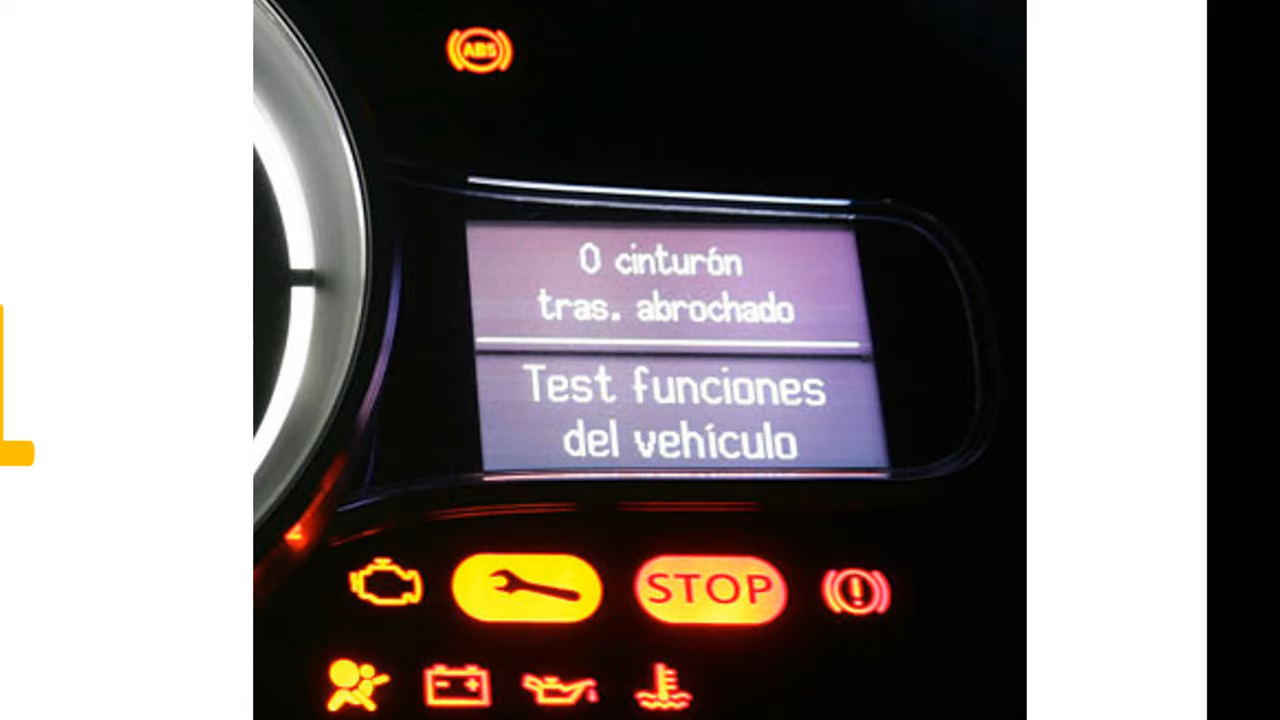 ABS
0 cinturón
tras. abrochado
Test funciones
del vehículo
STOP